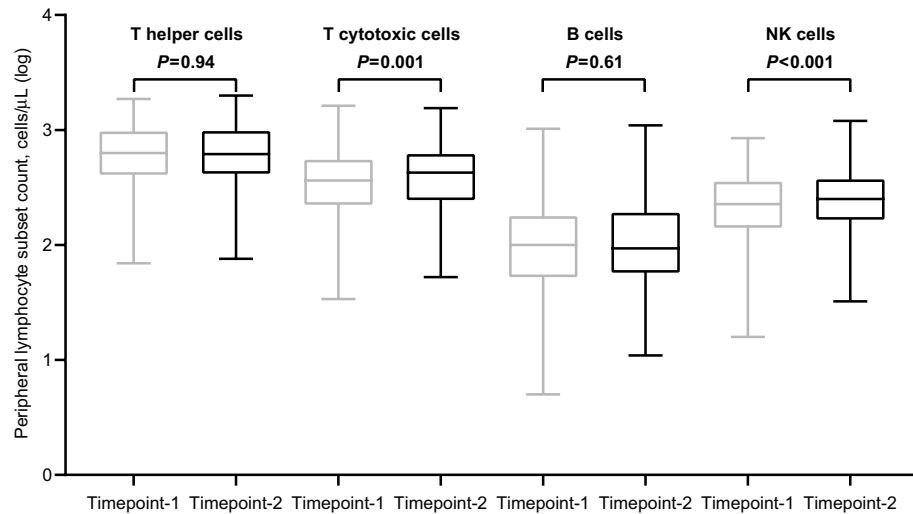 4
T helper cells
T cytotoxic cells
B cells
NK cells
P=0.94
P=0.001
P=0.61
P<0.001
3
2
1
0
Peripheral lymphocyte subset count, cells/μL (log)
Timepoint-1 Timepoint-2 Timepoint-1 Timepoint-2 Timepoint-1 Timepoint-2 Timepoint-1 Timepoint-2